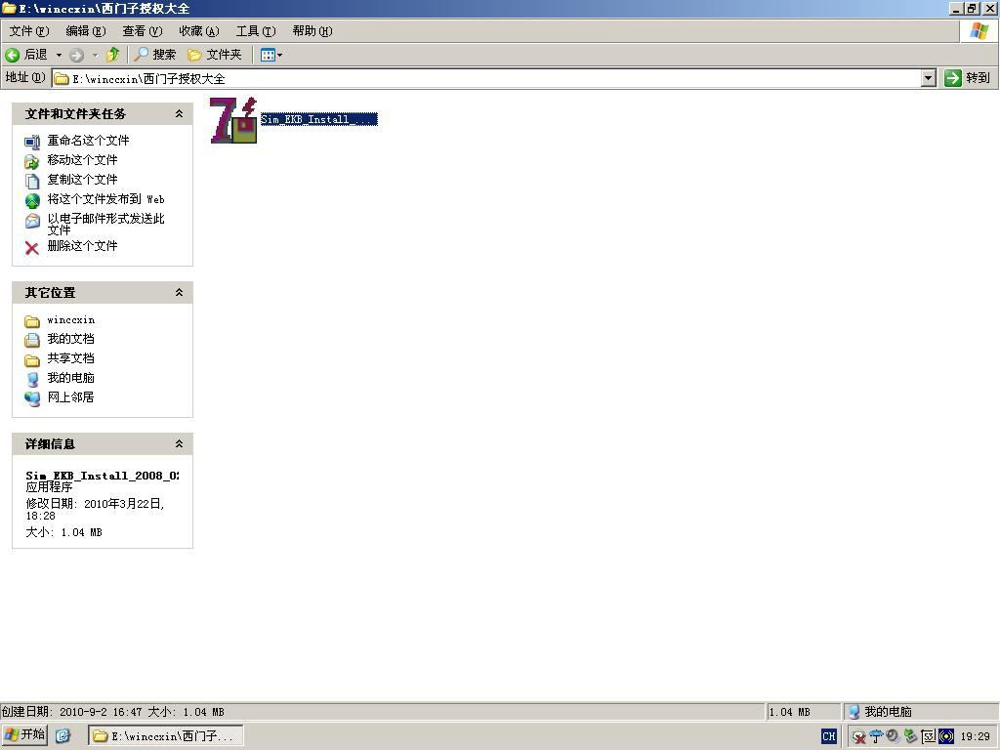 E:\winccxin\西门子授权大全
文件(F) 编辑(E) 查看(V) 收藏(A) 工具(T) 帮助(H)
后退 搜索 文件夹
地址(D) E:\winccxin\西门子授权大全 转到
文件和文件夹任务
重命名这个文件
移动这个文件
复制这个文件
将这个文件发布到 Web
以电子邮件形式发送此
文件
删除这个文件
Sim_EKB_Install_....
其它位置
winccxin
我的文档
共享文档
我的电脑
网上邻居
详细信息
Sim_EKB_Install_2008_02
应用程序
修改日期: 2010年3月22日,
18:28
大小: 1.04 MB
创建日期: 2010-9-2 16:47 大小: 1.04 MB 1.04 MB 我的电脑
开始 E:\winccxin\西门子... CH 19:29